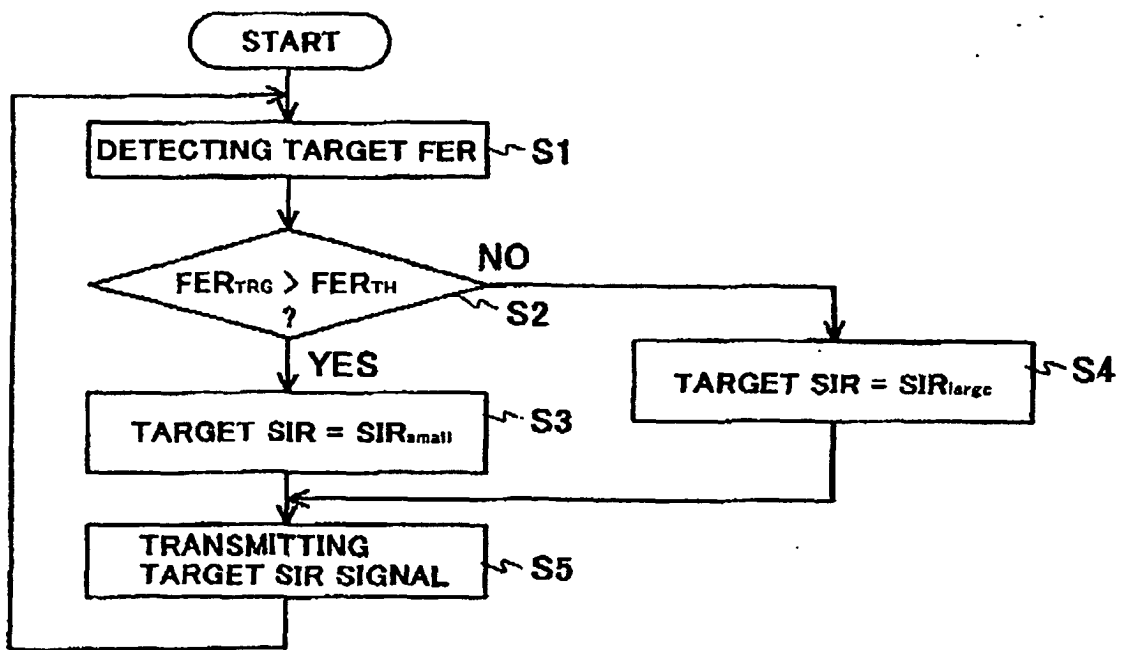 START
DETECTING TARGET FER
S1
FERTRG > FERTH
?
NO
S2
YES
TARGET SIR = SIRsmall
S3
TARGET SIR = SIRlarge
S4
TRANSMITTING
TARGET SIR SIGNAL
S5